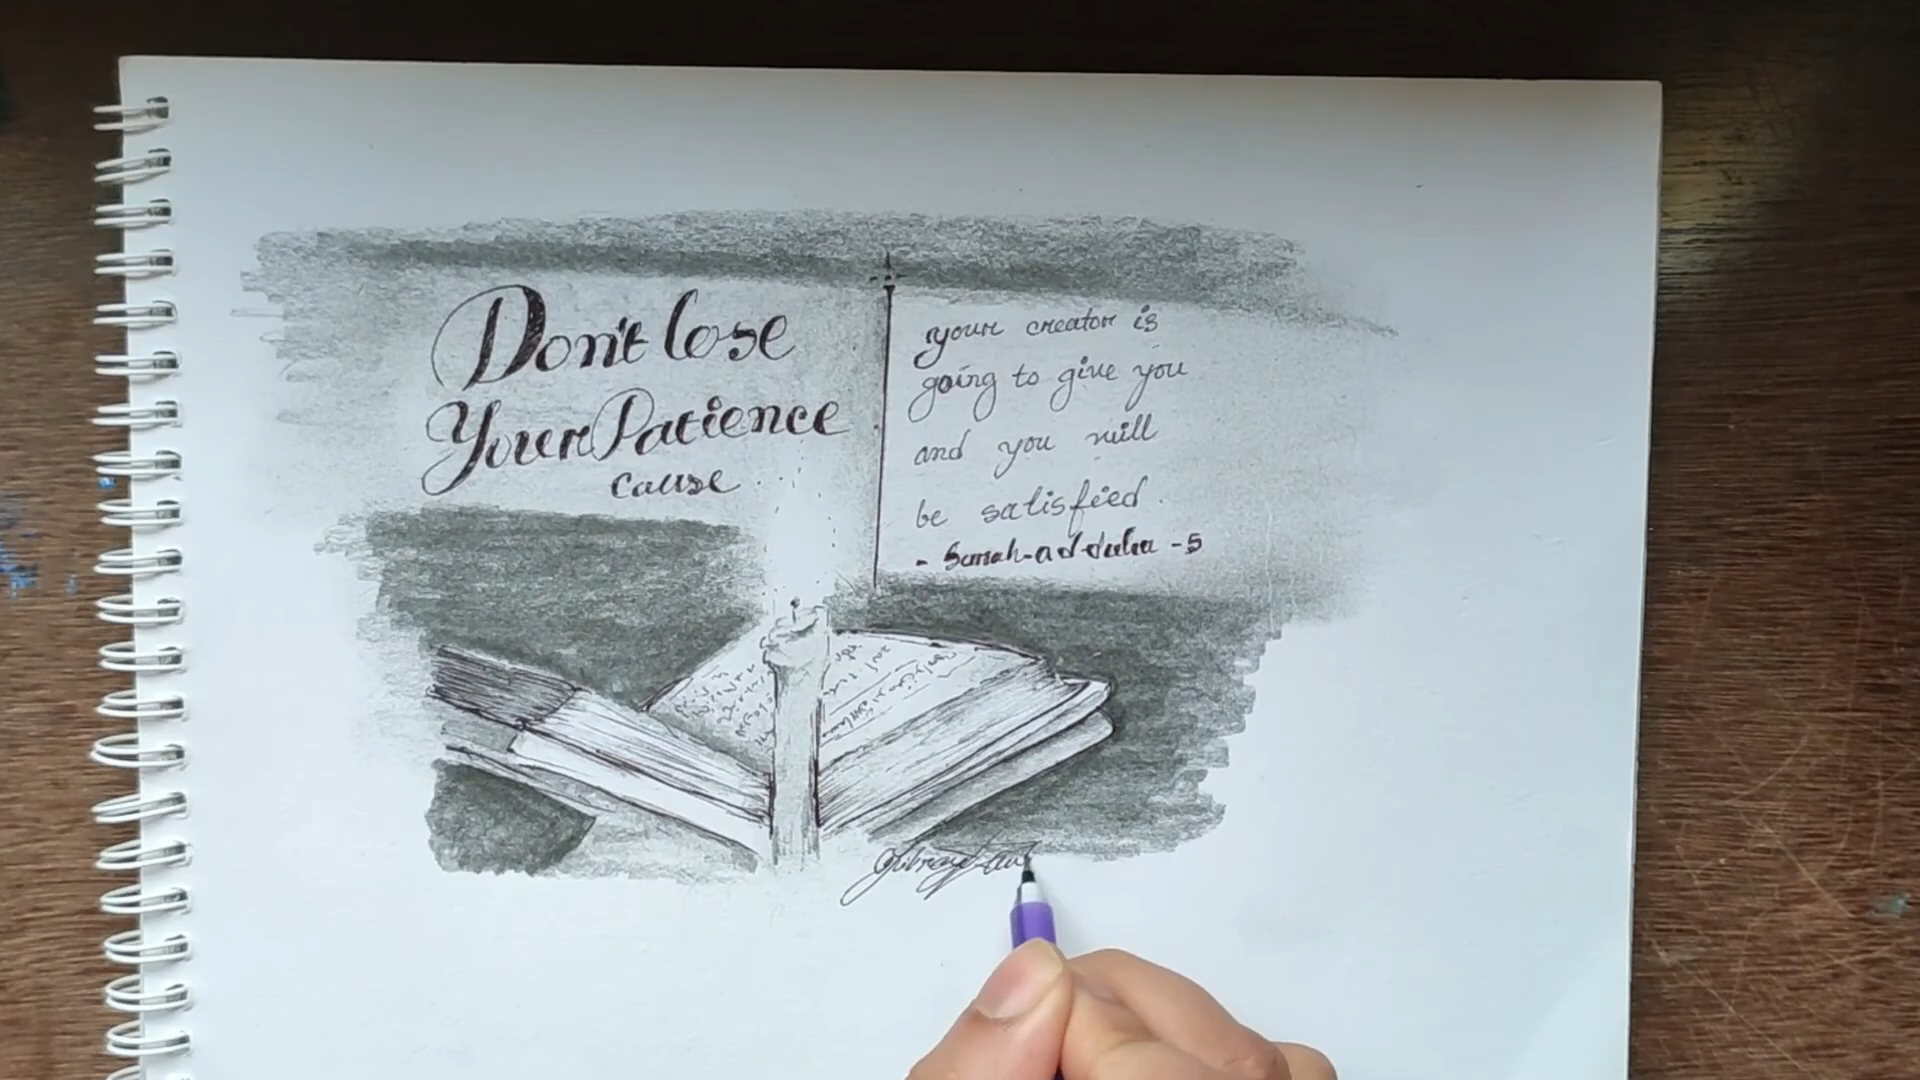 Don't lose
Your Patience
cause...
your creator is
going to give you
and you will
be satisfied.
- Surah-ad-duha - 5